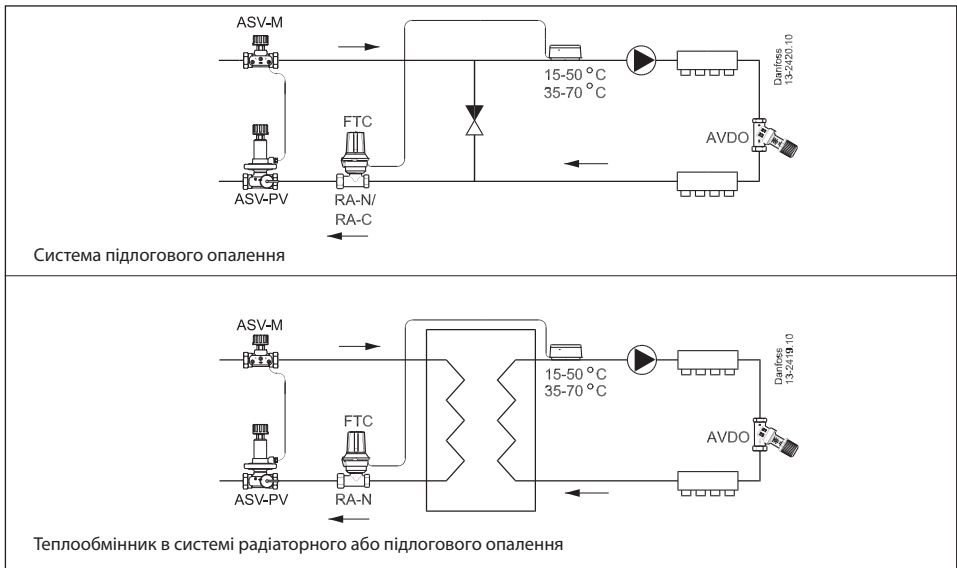 ASV-M
15-50 °C
35-70 °C
Danfoss
13-2420.10
FTC
AVDO
ASV-PV
RA-N/
RA-C
Система підлогового опалення
ASV-M
15-50 °C
35-70 °C
Danfoss
13-2419.10
FTC
AVDO
ASV-PV
RA-N
Теплообмінник в системі радіаторного або підлогового опалення